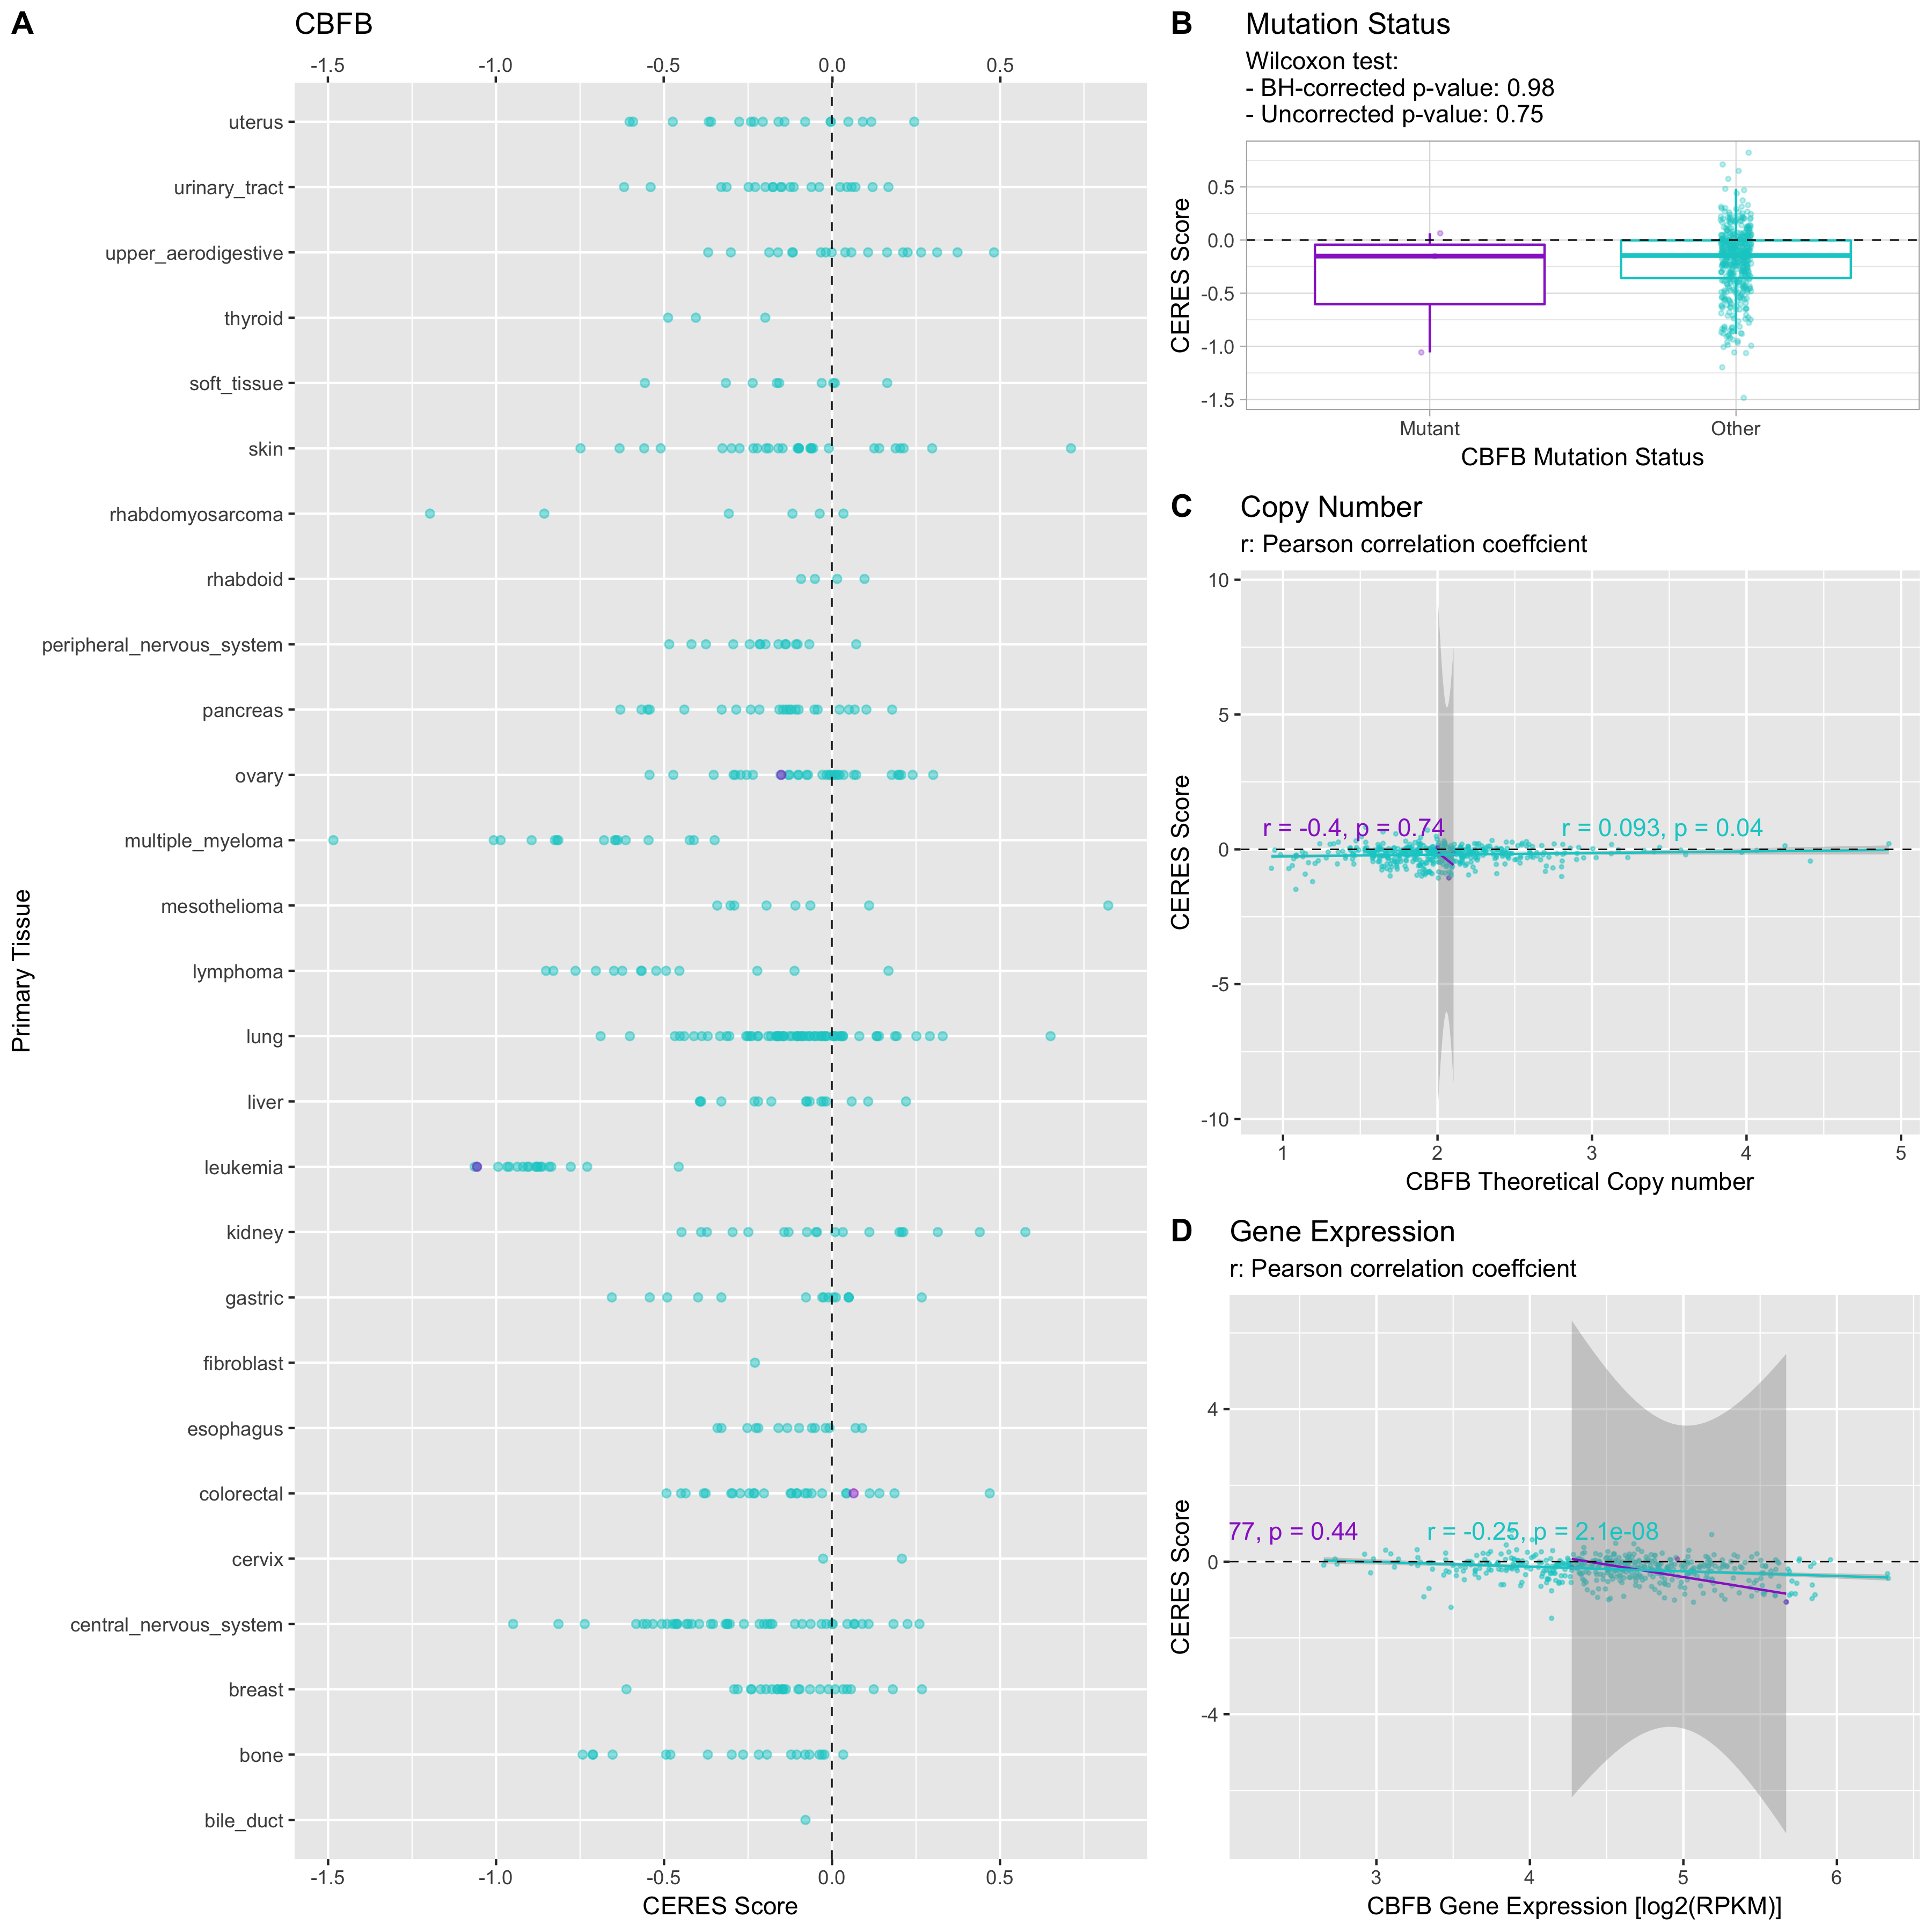 A
CBFB
-1.5 -1.0 -0.5 0.0 0.5
Primary Tissue
uterus
urinary_tract
upper_aerodigestive
thyroid
soft_tissue
skin
rhabdomyosarcoma
rhabdoid
peripheral_nervous_system
pancreas
ovary
multiple_myeloma
mesothelioma
lymphoma
lung
liver
leukemia
kidney
gastric
fibroblast
esophagus
colorectal
cervix
central_nervous_system
breast
bone
bile_duct
-1.5 -1.0 -0.5 0.0 0.5
CERES Score
B
Mutation Status
Wilcoxon test:
- BH-corrected p-value: 0.98
- Uncorrected p-value: 0.75
CERES Score
0.5
0.0
-0.5
-1.0
-1.5
Mutant Other
CBFB Mutation Status
C
Copy Number
r: Pearson correlation coeffcient
CERES Score
10
5
r = -0.4, p = 0.74 r = 0.093, p = 0.04
0
-5
-10
1 2 3 4 5
CBFB Theoretical Copy number
D
Gene Expression
r: Pearson correlation coeffcient
CERES Score
4
77, p = 0.44 r = -0.25, p = 2.1e-08
0
-4
3 4 5 6
CBFB Gene Expression [log2(RPKM)]